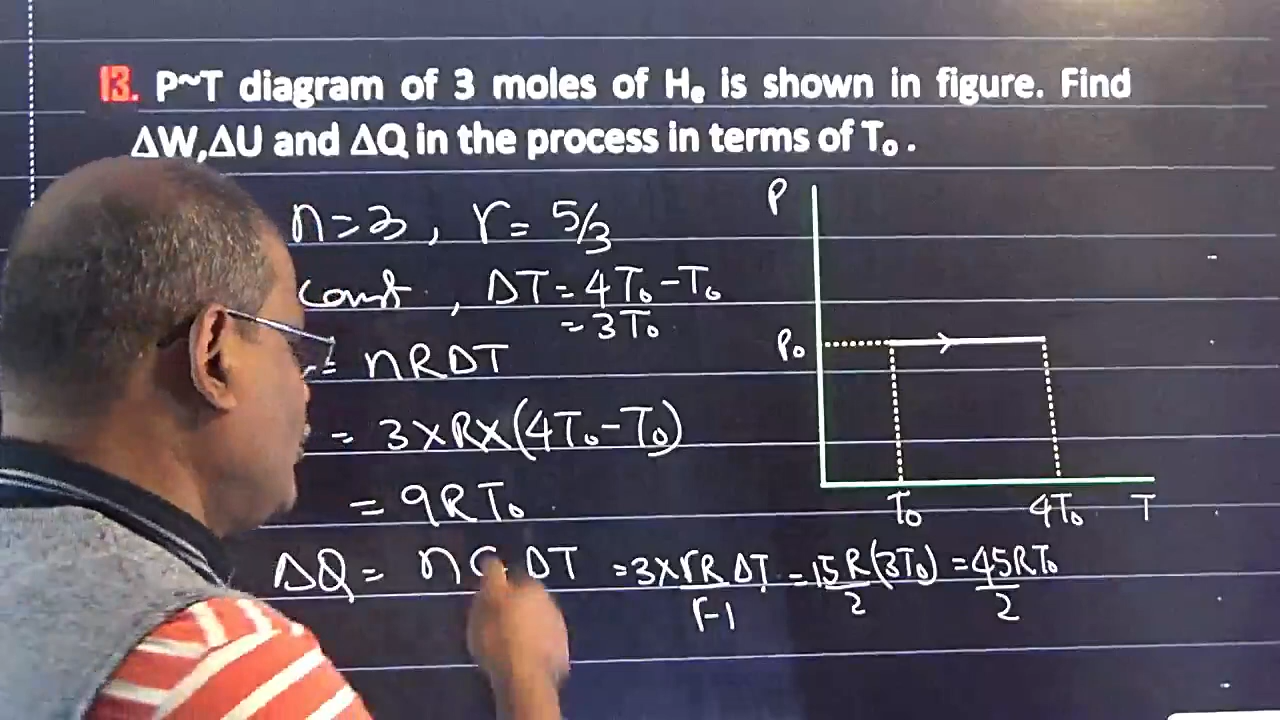 13. P~T diagram of 3 moles of Hₑ is shown in figure. Find
ΔW,ΔU and ΔQ in the process in terms of T₀.
n=3, r= 5/3
const, ΔT= 4T₀-T₀
= 3T₀
= nRΔT
= 3×R×(4T₀-T₀)
= 9RT₀
ΔQ= nC ΔT =3×rRΔT/r-1 =15R/2(3T₀) =45RT₀/2
P
P₀
T₀ 4T₀ T